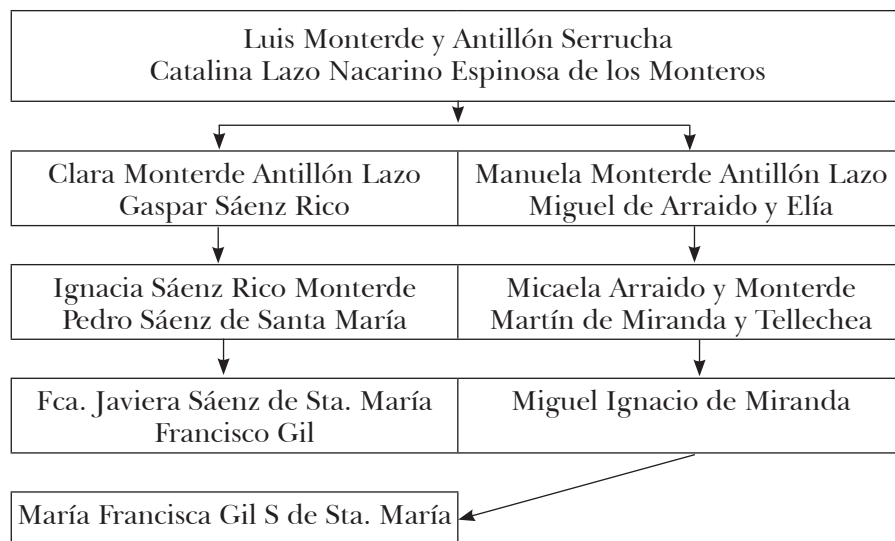 Luis Monterde y Antillón Serrucha
Catalina Lazo Nacarino Espinosa de los Monteros
Clara Monterde Antillón Lazo
Gaspar Sáenz Rico
Manuela Monterde Antillón Lazo
Miguel de Arraido y Elía
Ignacia Sáenz Rico Monterde
Pedro Sáenz de Santa María
Micaela Arraido y Monterde
Martín de Miranda y Tellechea
Fca. Javiera Sáenz de Sta. María
Francisco Gil
Miguel Ignacio de Miranda
María Francisca Gil S de Sta. María